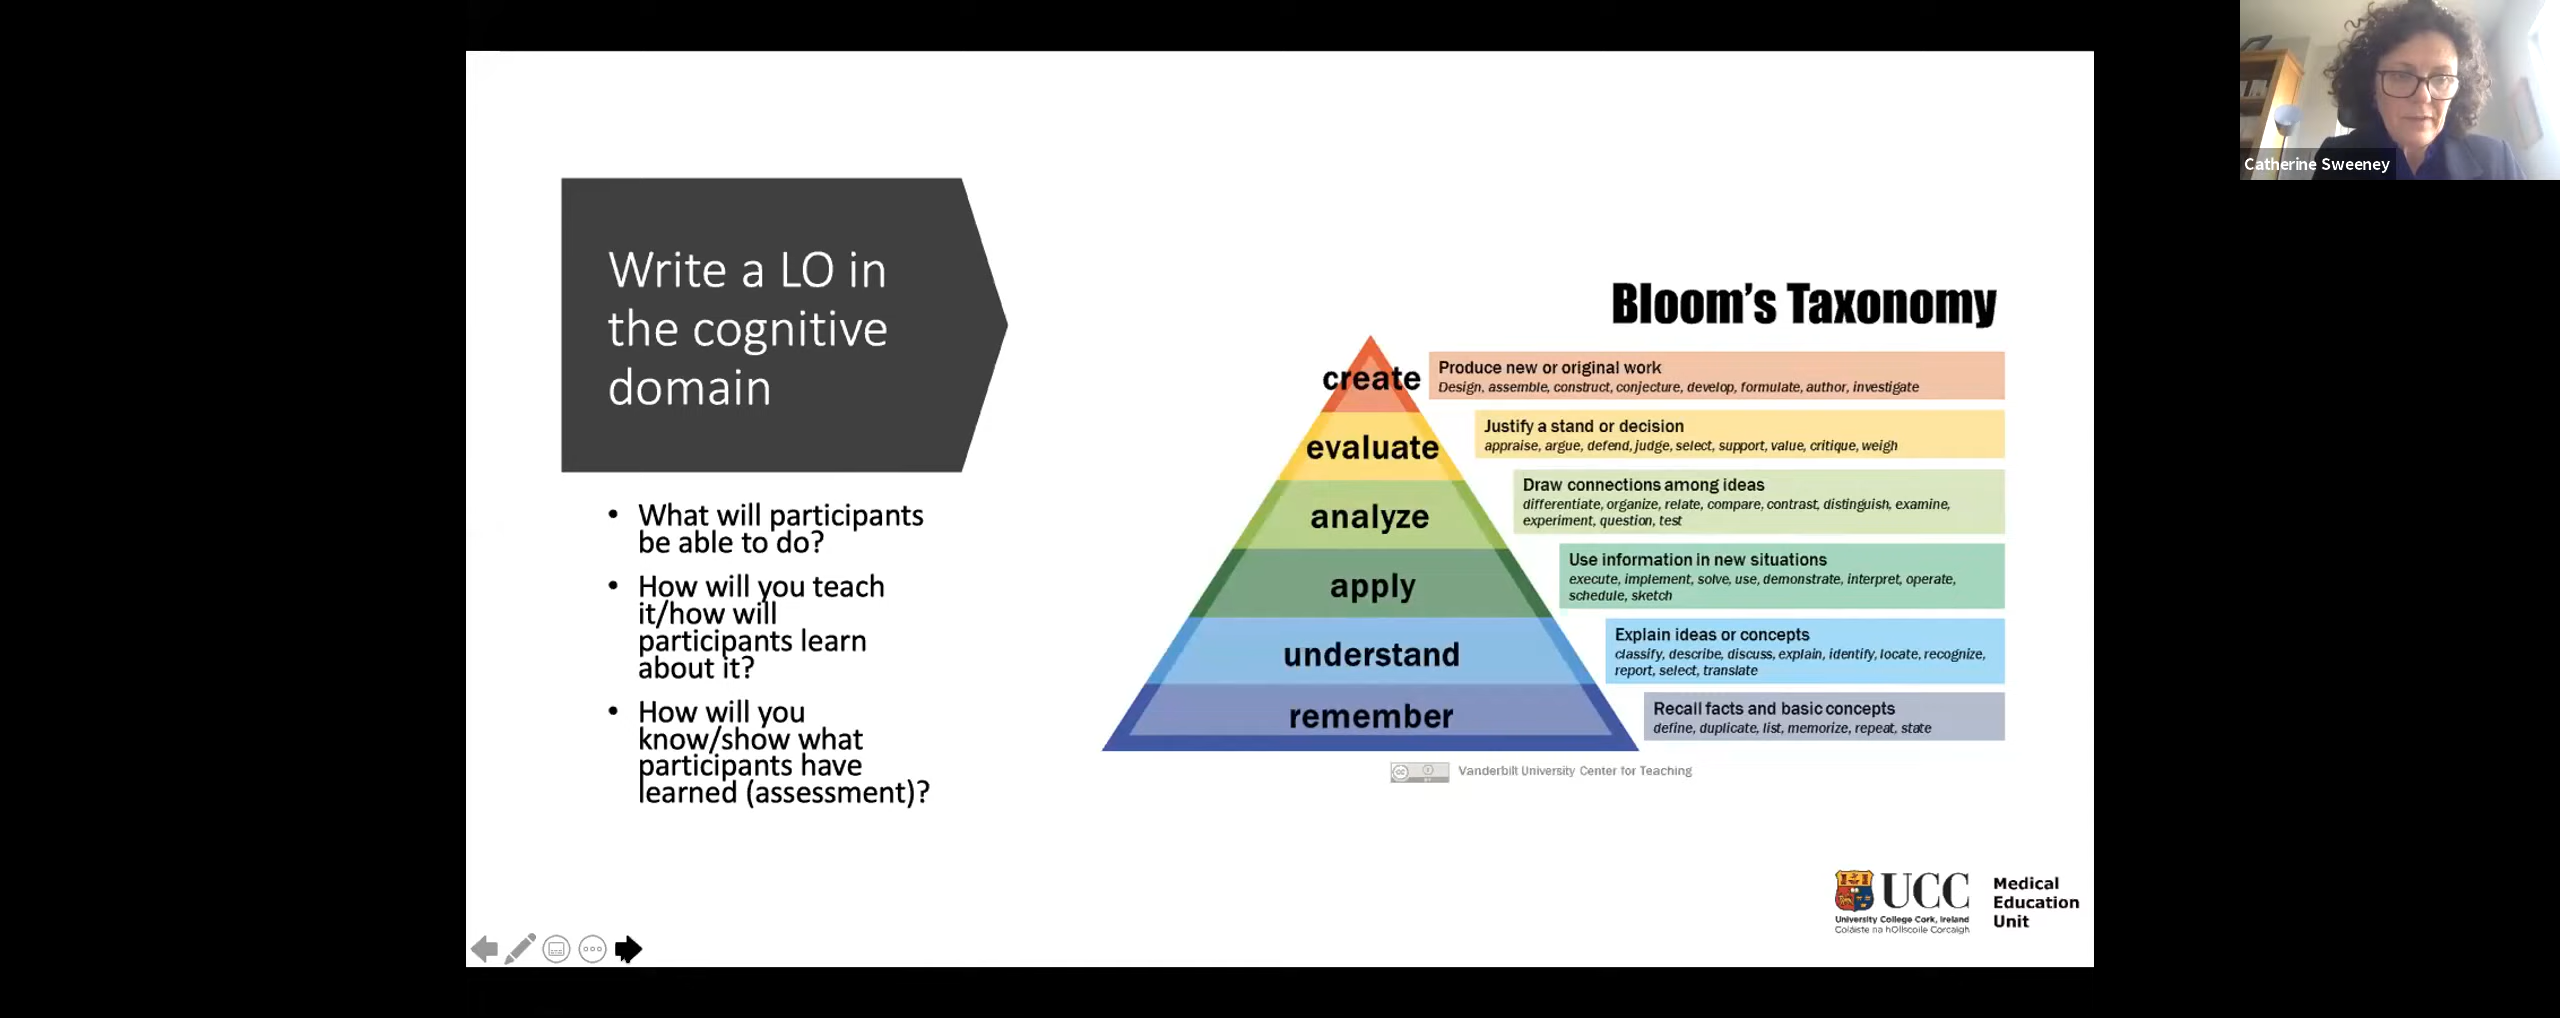 Catherine Sweeney
Write a LO in
the cognitive
domain
• What will participants
be able to do?
• How will you teach
it/how will
participants learn
about it?
• How will you
know/show what
participants have
learned (assessment)?
Bloom's Taxonomy
create
Produce new or original work
Design, assemble, construct, conjecture, develop, formulate, author, investigate
evaluate
Justify a stand or decision
appraise, argue, defend, judge, select, support, value, critique, weigh
analyze
Draw connections among ideas
differentiate, organize, relate, compare, contrast, distinguish, examine,
experiment, question, test
apply
Use information in new situations
execute, implement, solve, use, demonstrate, interpret, operate,
schedule, sketch
understand
Explain ideas or concepts
classify, describe, discuss, explain, identify, locate, recognize,
report, select, translate
remember
Recall facts and basic concepts
define, duplicate, list, memorize, repeat, state
cc
Vanderbilt University Center for Teaching
UCC
University College Cork, Ireland
Coláiste na hOllscoile Corcaigh
Medical
Education
Unit